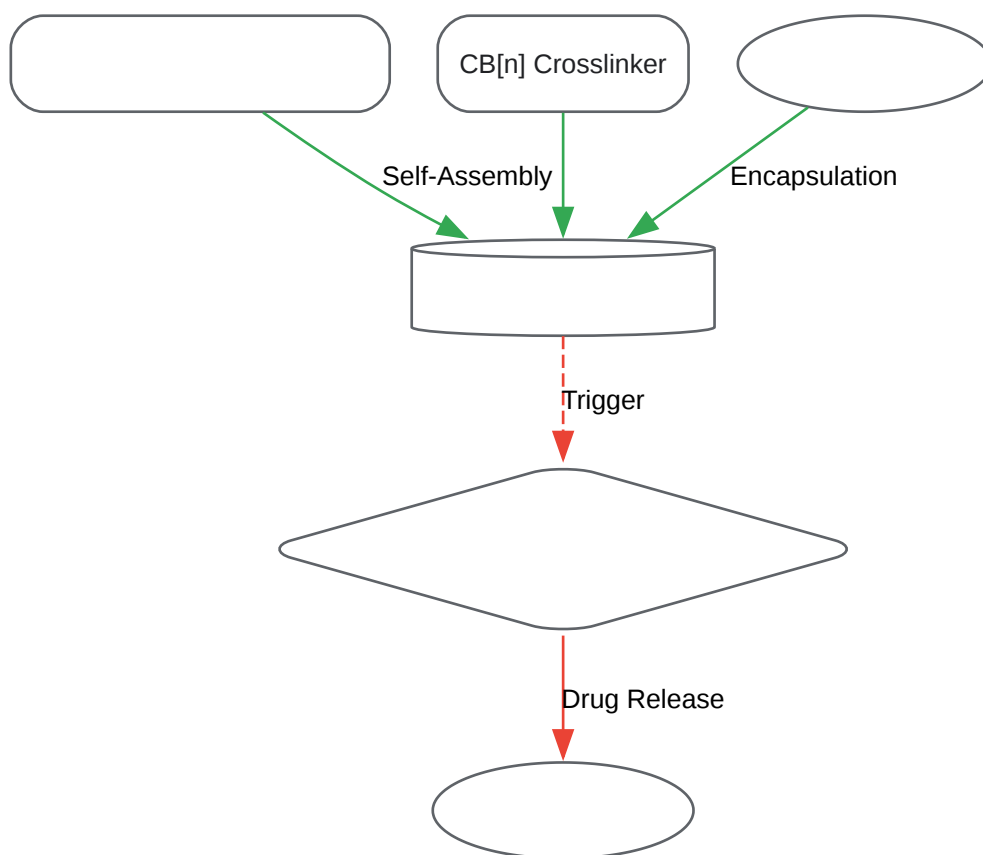 CB[n] Crosslinker
Self-Assembly
Encapsulation
Trigger
Drug Release